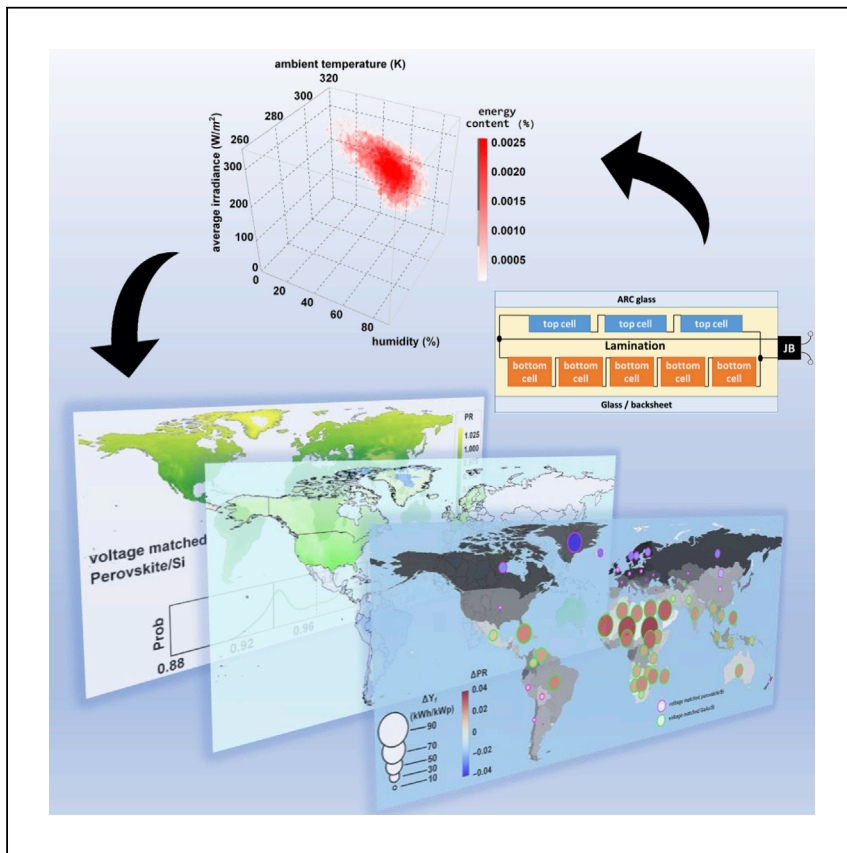 ambient temperature (K)
320
300
280
260
average irradiance (W/m²)
300
200
100
0
0
20
40
60
80
humidity (%)
energy
content (%)
0.0025
0.0020
0.0015
0.0010
0.0005
ARC glass
top cell
top cell
top cell
Lamination
JB
bottom
cell
bottom
cell
bottom
cell
bottom
cell
bottom
cell
Glass / backsheet
PR
1.025
1.000
voltage matched
Perovskite/Si
Prob
0.88
0.92
0.96
ΔYf
(kWh/kWp)
90
70
50
30
10
ΔPR
0.04
0.02
0
−0.02
−0.04
voltage matched perovskite/Si
voltage matched GaAs/Si